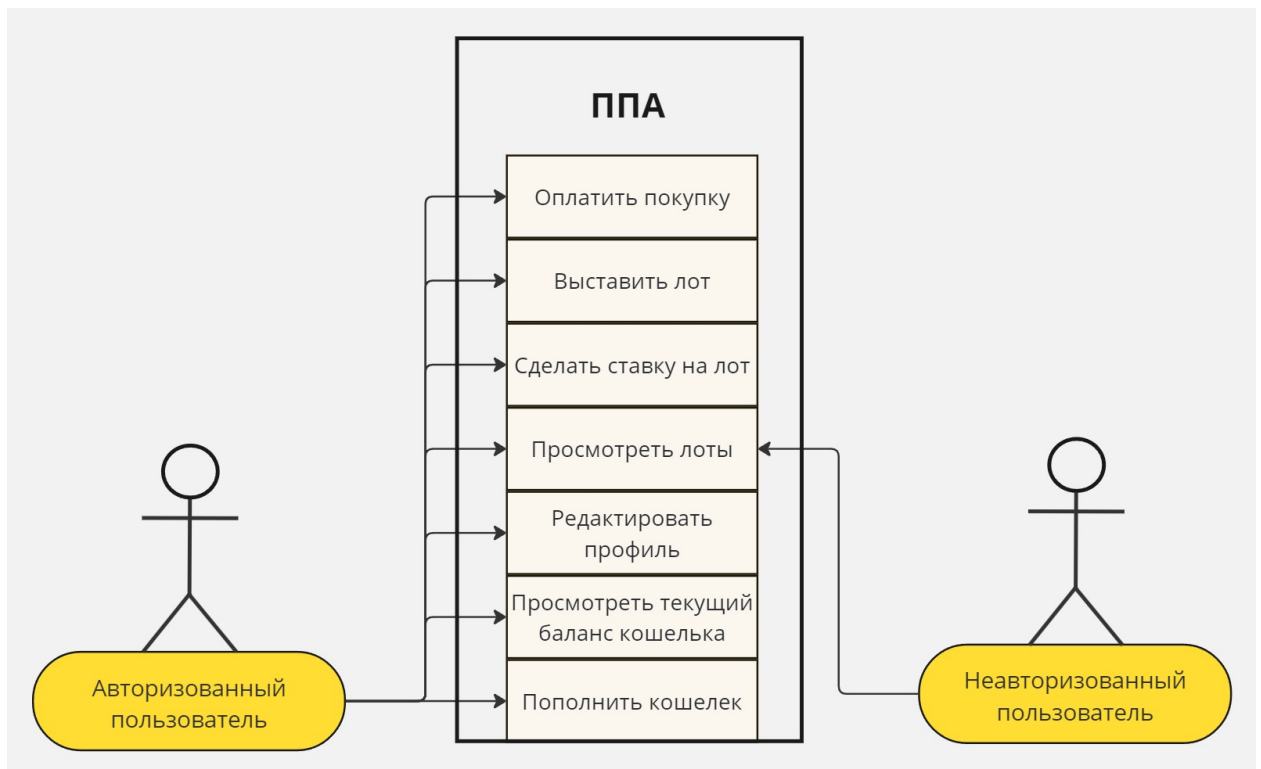 ППА
Оплатить покупку
Выставить лот
Сделать ставку на лот
Просмотреть лоты
Редактировать
профиль
Просмотреть текущий
баланс кошелька
Пополнить кошелек
Авторизованный
пользователь
Неавторизованный
пользователь